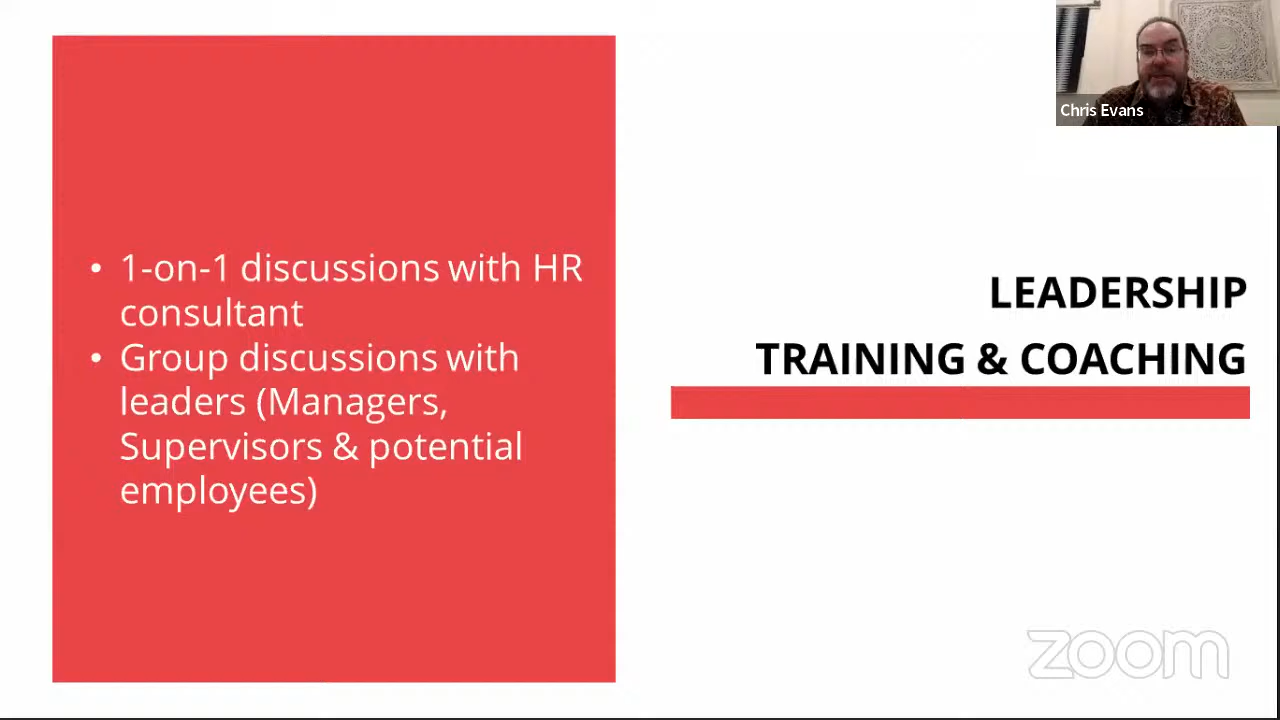 • 1-on-1 discussions with HR
consultant
• Group discussions with
leaders (Managers,
Supervisors & potential
employees)
LEADERSHIP
TRAINING & COACHING
Chris Evans
zoom